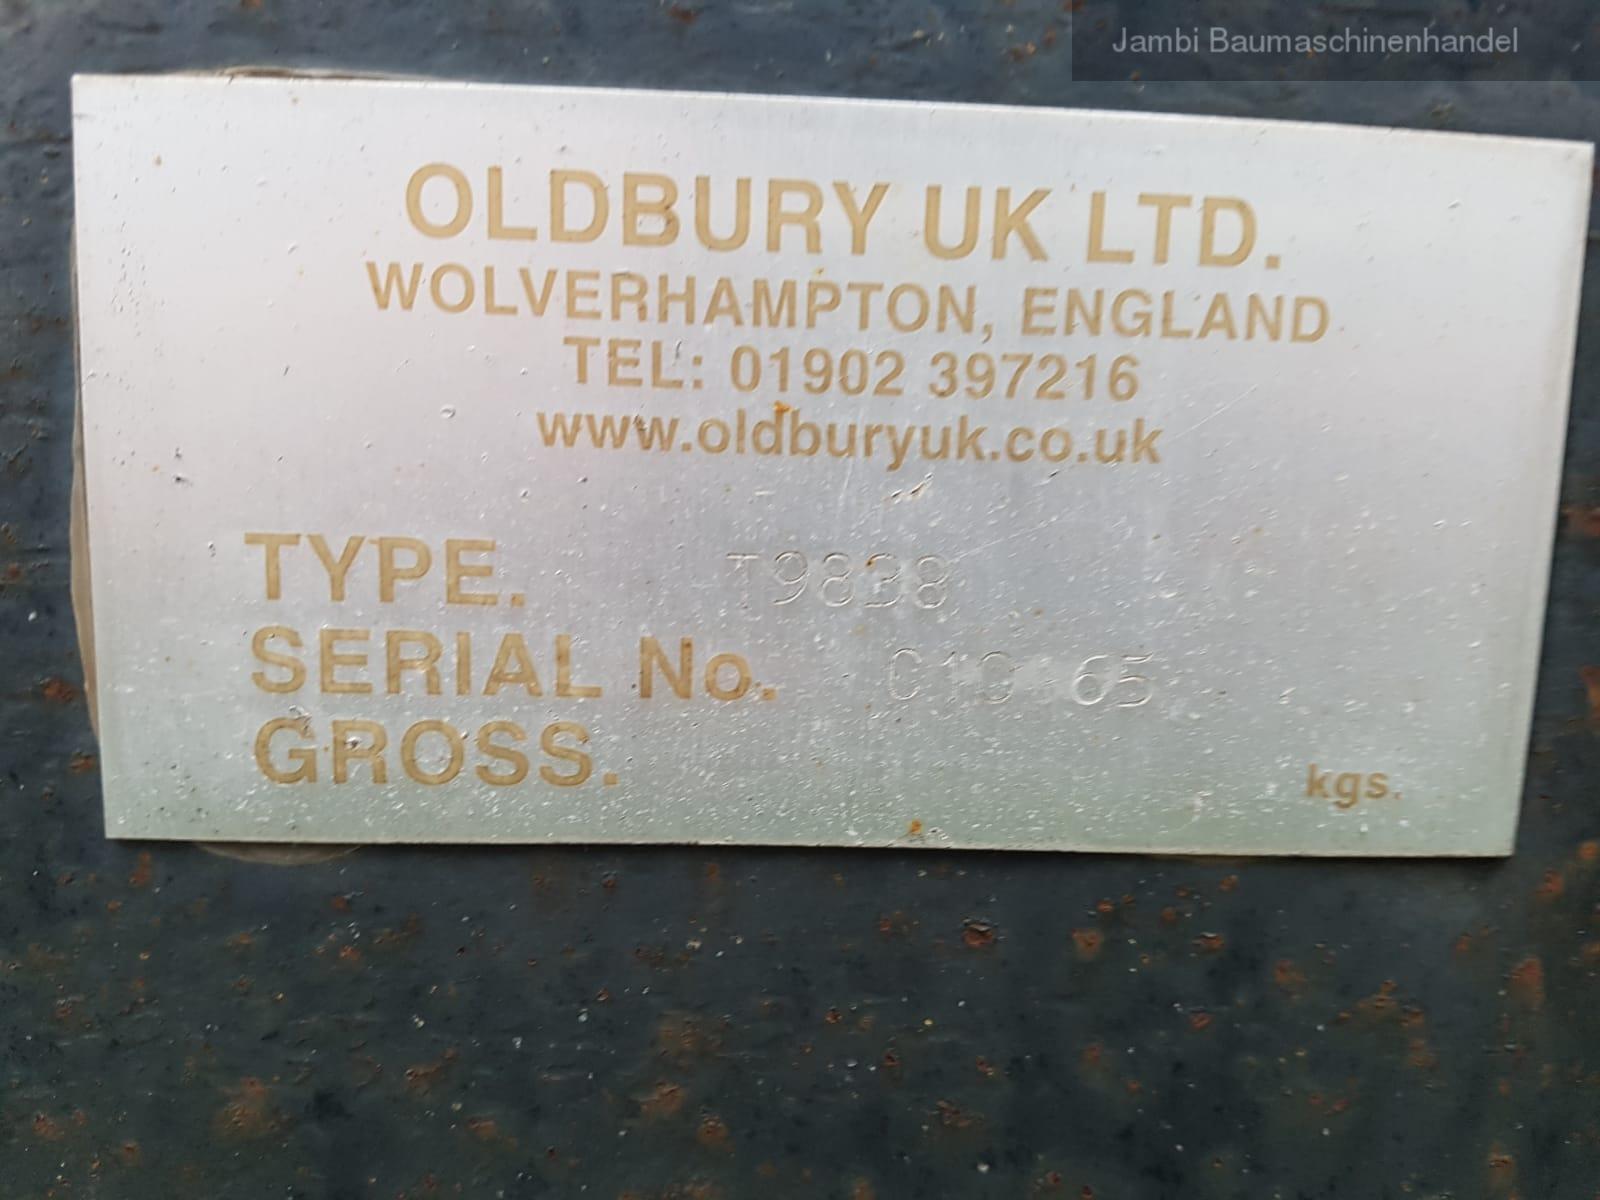 Jambi Baumaschinenhandel
OLDBURY UK LTD.
WOLVERHAMPTON, ENGLAND
TEL: 01902 397216
www.oldburyuk.co.uk
TYPE. T9838
SERIAL No.
GROSS. kgs.